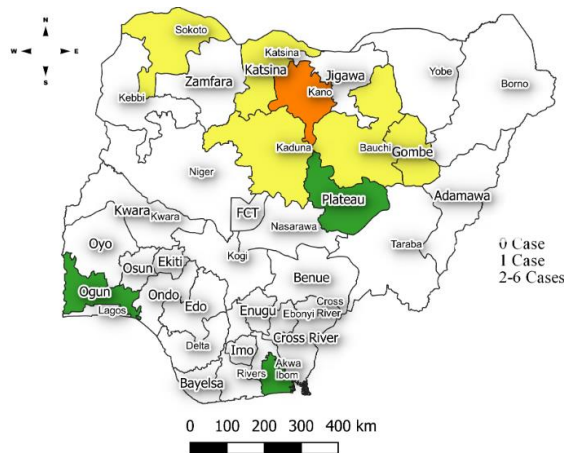 N
W E
S
Sokoto
Katsina
Katsina
Zamfara
Jigawa
Yobe
Borno
Kano
Kebbi
Kaduna
Bauchi
Gombe
Niger
Plateau
Adamawa
Kwara
Kwara
FCT
Nasarawa
Taraba
Oyo
Kogi
0 Case
1 Case
2-6 Cases
Osun
Ekiti
Benue
Ogun
Ondo
Edo
Enugu
Ebonyi
Cross
River
Lagos
Cross River
Delta
Imo
Akwa
Ibom
Rivers
Bayelsa
0 100 200 300 400 km